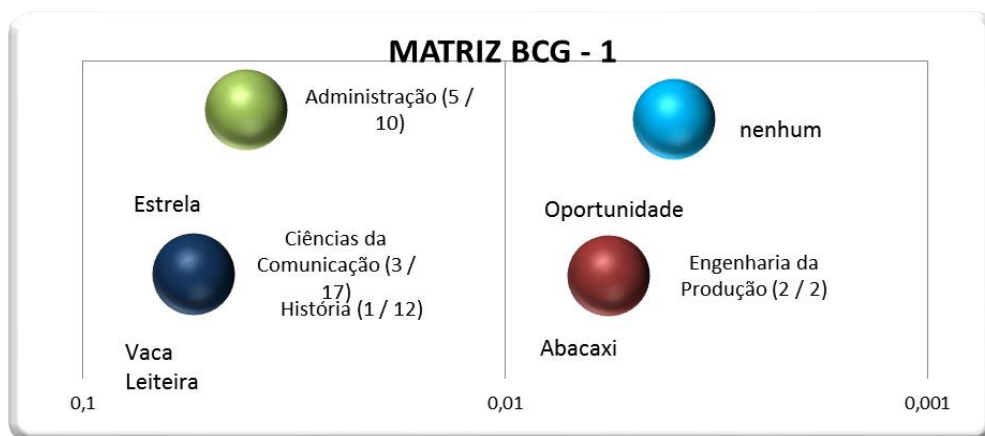 MATRIZ BCG - 1
Administração (5 /
10)
nenhum
Estrela
Oportunidade
Ciências da
Comunicação (3 /
17)
História (1 / 12)
Engenharia da
Produção (2 / 2)
Vaca
Leiteira
Abacaxi
0,1
0,01
0,001